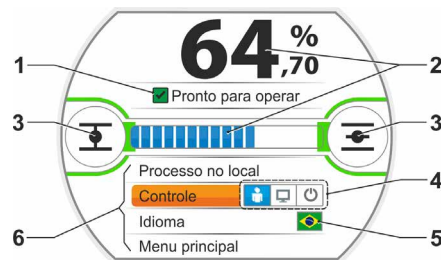 64,70 %
1
2
Pronto para operar
3
3
Processo no local
Controle
4
Idioma
5
6
Menu principal